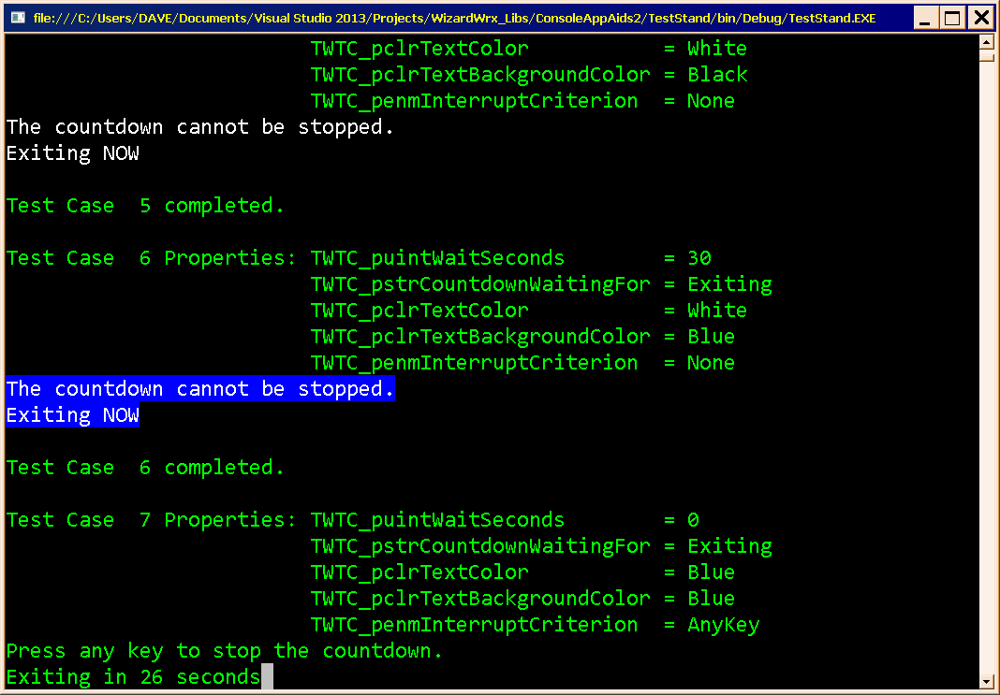 file:///C:/Users/DAVE/Documents/Visual Studio 2013/Projects/WizardWrx_Libs/ConsoleAppAids2/TestStand/bin/Debug/TestStand.EXE
TWTC_pclrTextColor = White
TWTC_pclrTextBackgroundColor = Black
TWTC_penmInterruptCriterion = None
The countdown cannot be stopped.
Exiting NOW
Test Case 5 completed.
Test Case 6 Properties: TWTC_puintWaitSeconds = 30
TWTC_pstrCountdownWaitingFor = Exiting
TWTC_pclrTextColor = White
TWTC_pclrTextBackgroundColor = Blue
TWTC_penmInterruptCriterion = None
The countdown cannot be stopped.
Exiting NOW
Test Case 6 completed.
Test Case 7 Properties: TWTC_puintWaitSeconds = 0
TWTC_pstrCountdownWaitingFor = Exiting
TWTC_pclrTextColor = Blue
TWTC_pclrTextBackgroundColor = Blue
TWTC_penmInterruptCriterion = AnyKey
Press any key to stop the countdown.
Exiting in 26 seconds